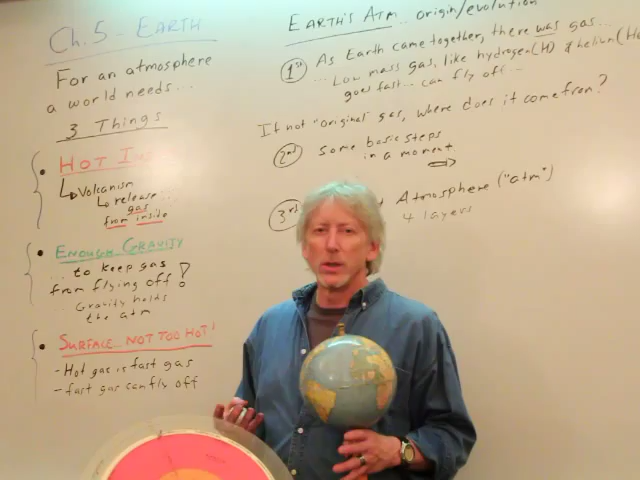 Ch. 5 - EARTH
For an atmosphere
a world needs...
3 Things
• HOT
↳ Volcanism
↳ release
gas
from inside
• ENOUGH GRAVITY
... to keep gas
from flying off!
Gravity holds
the atm
• SURFACE NOT TOO HOT!
- Hot gas is fast gas
- fast gas can fly off
EARTH'S ATM... origin/evolution
1st As Earth came together, there was gas...
... Low mass gas, like hydrogen (H) & helium (He
goes fast... can fly off...
If not "original" gas, where does it come from?
2nd Some basic steps
in a moment
3rd Atmosphere ("atm")
4 layers